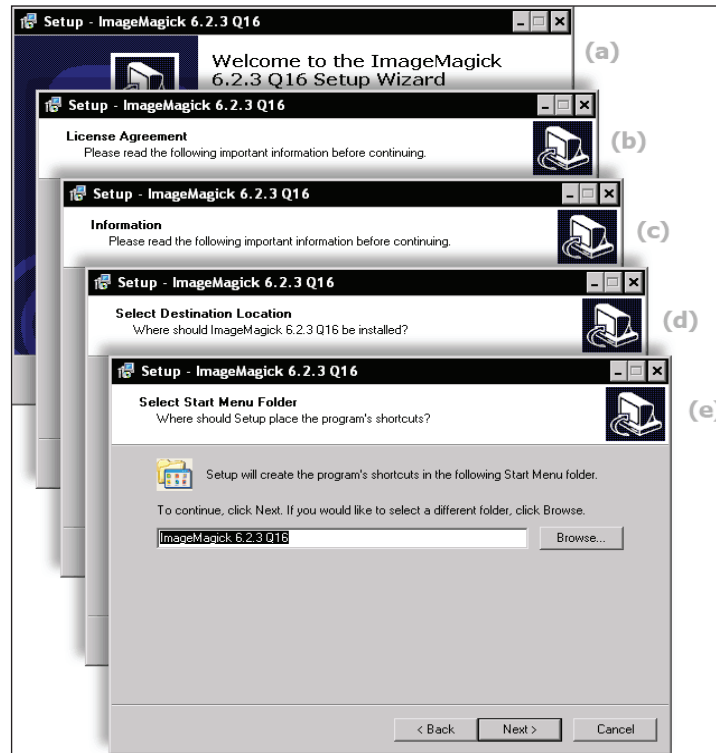 Setup - ImageMagick 6.2.3 Q16
Welcome to the ImageMagick
6.2.3 Q16 Setup Wizard
(a)
Setup - ImageMagick 6.2.3 Q16
License Agreement
Please read the following important information before continuing.
(b)
Setup - ImageMagick 6.2.3 Q16
Information
Please read the following important information before continuing.
(c)
Setup - ImageMagick 6.2.3 Q16
Select Destination Location
Where should ImageMagick 6.2.3 Q16 be installed?
(d)
Setup - ImageMagick 6.2.3 Q16
Select Start Menu Folder
Where should Setup place the program's shortcuts?
(e)
Setup will create the program's shortcuts in the following Start Menu folder.
To continue, click Next. If you would like to select a different folder, click Browse.
ImageMagick 6.2.3 Q16
Browse...
< Back
Next >
Cancel